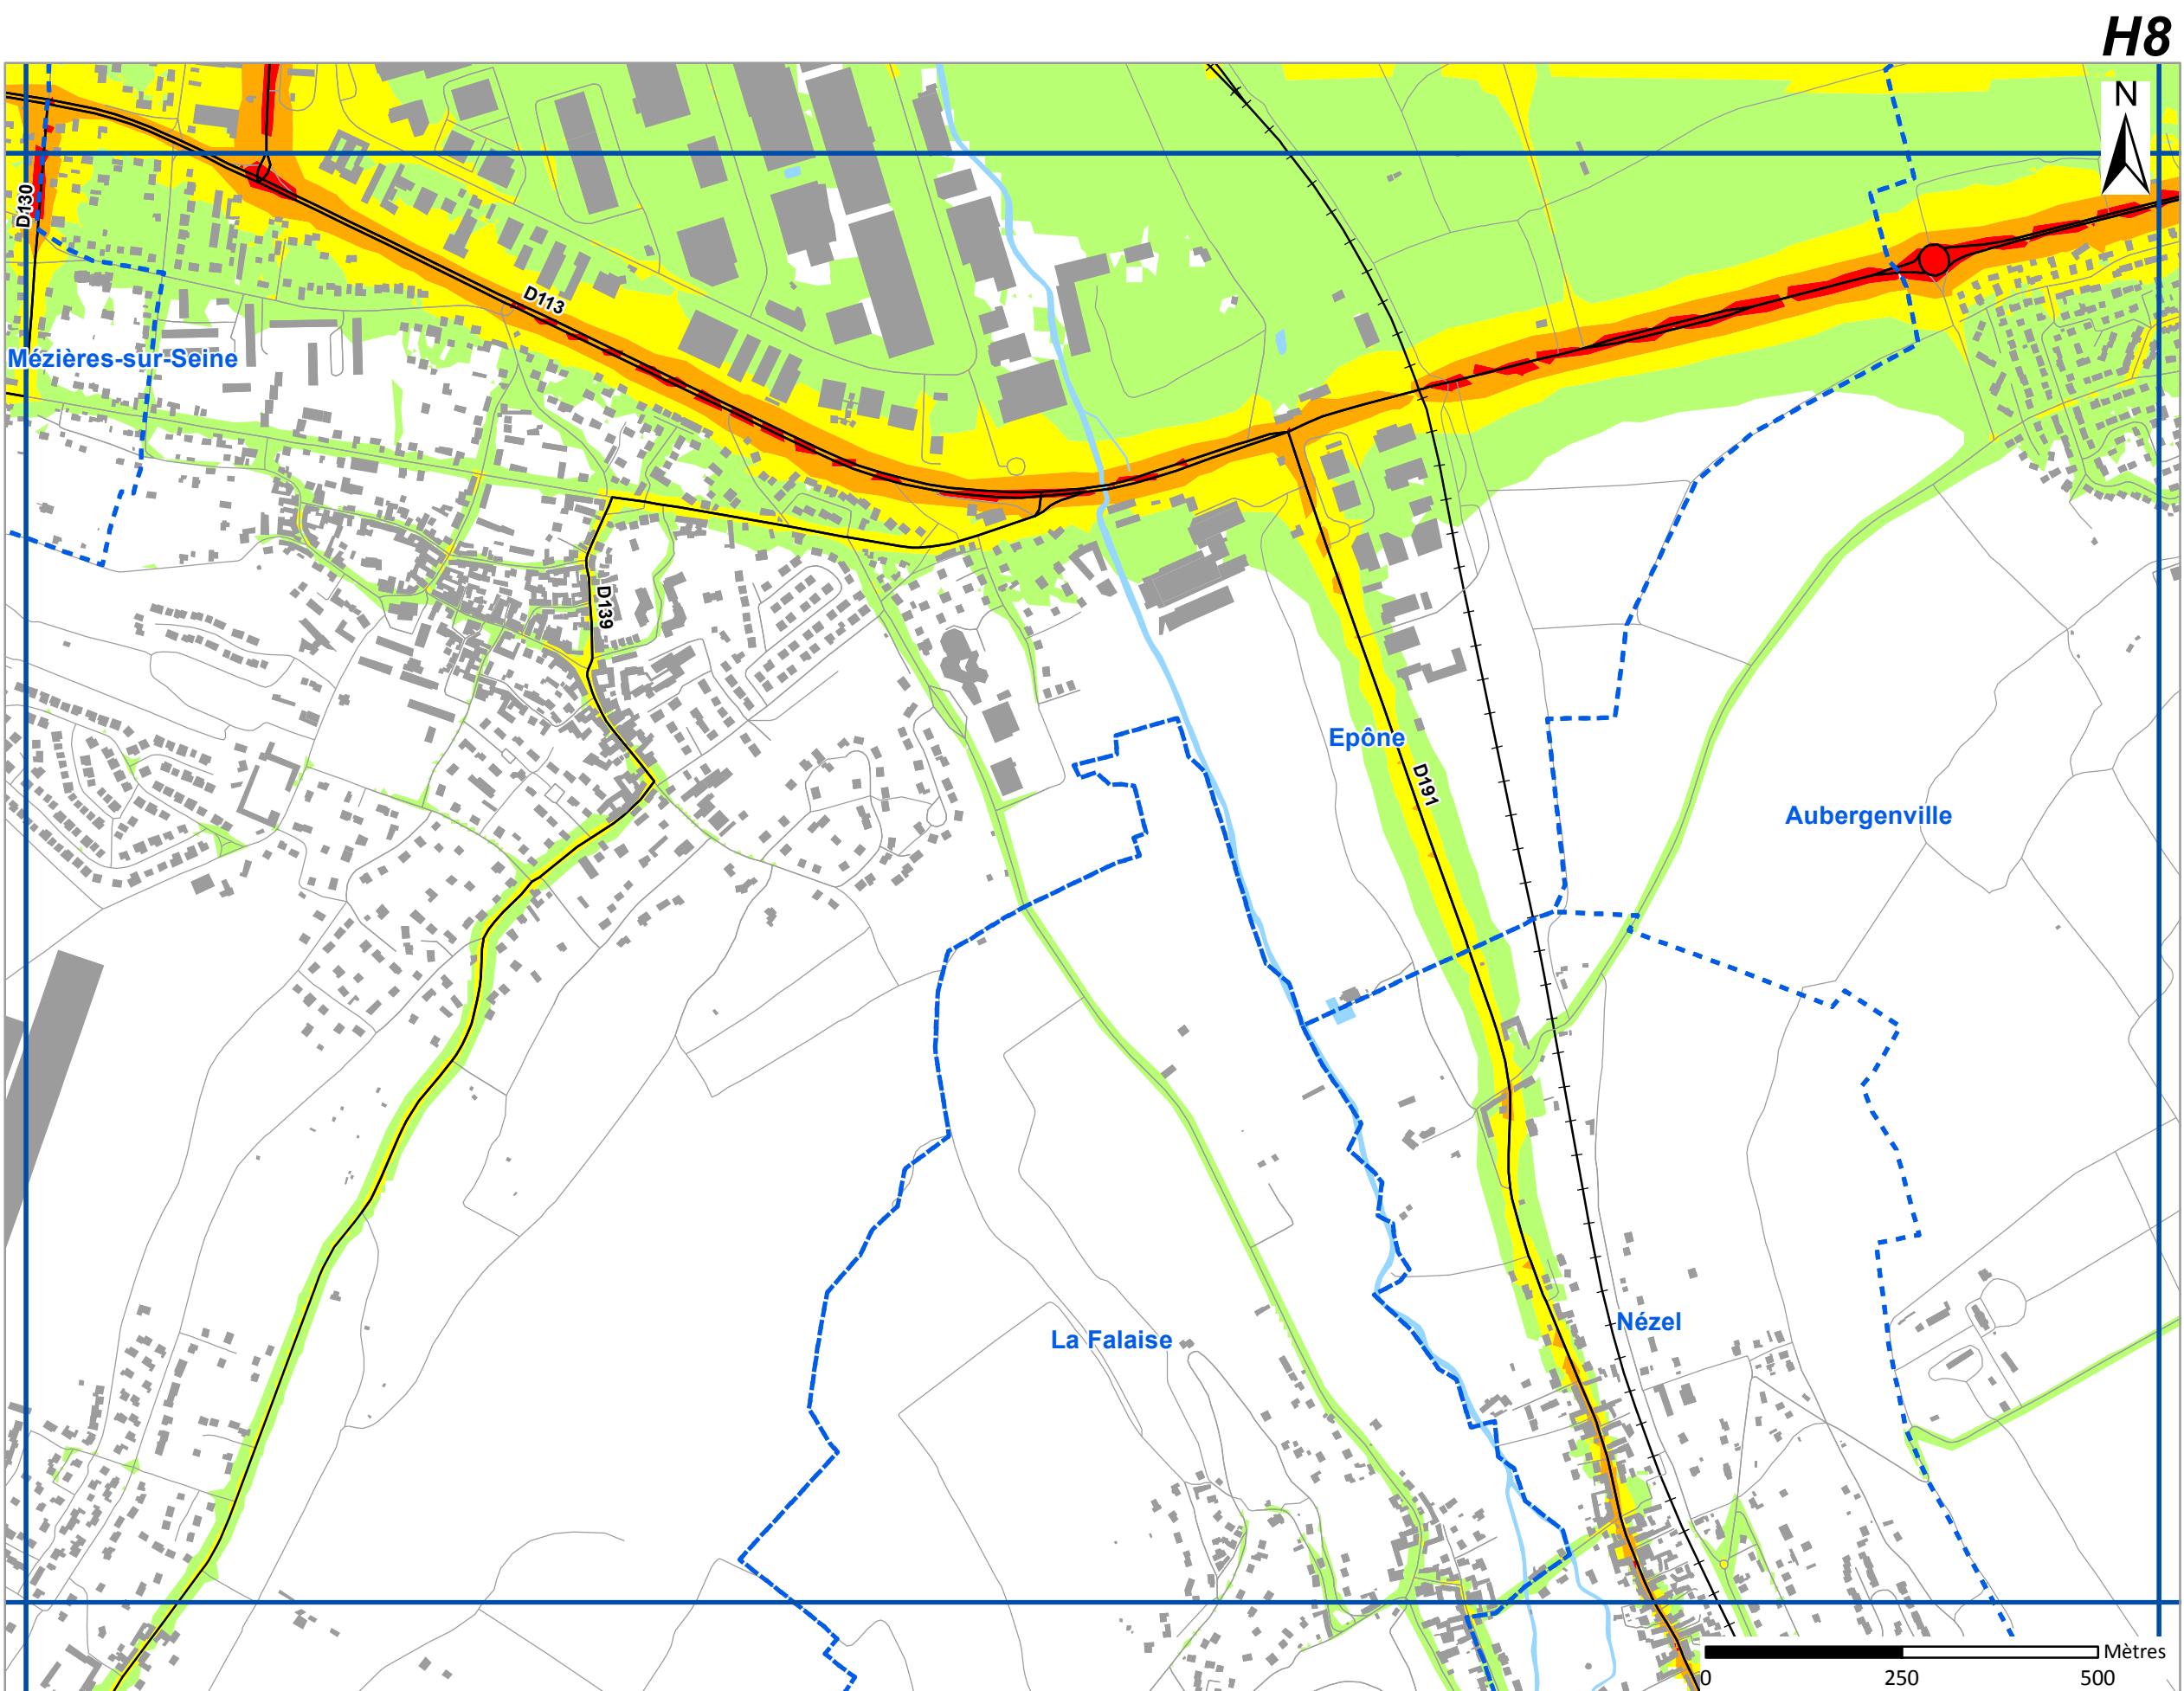 H8
N
D130
D113
Mézières-sur-Seine
D139
Epône
D191
Aubergenville
Nézel
La Falaise
Mètres
0 250 500